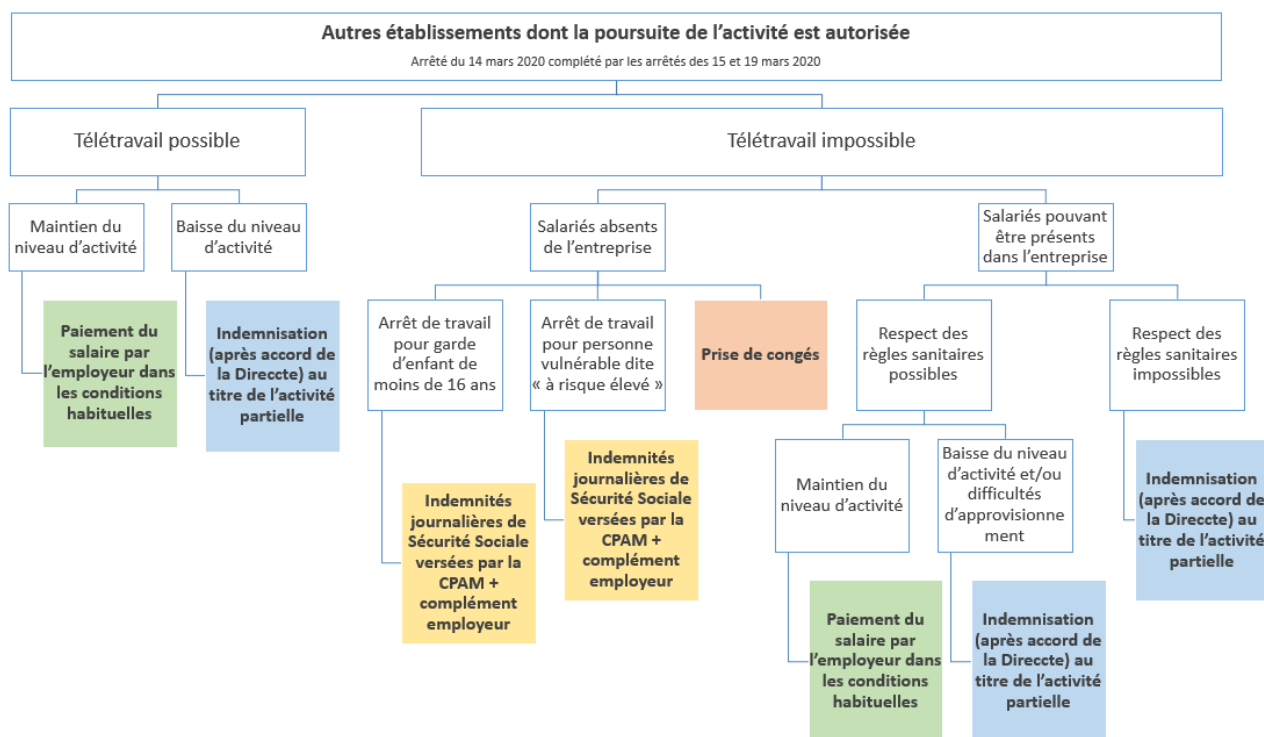 Autres établissements dont la poursuite de l'activité est autorisée
Arrêté du 14 mars 2020 complété par les arrêtés des 15 et 19 mars 2020
Télétravail possible
Télétravail impossible
Maintien du
niveau d'activité
Baisse du niveau
d'activité
Salariés absents
de l'entreprise
Salariés pouvant
être présents
dans l'entreprise
Paiement du
salaire par
l'employeur dans
les conditions
habituelles
Indemnisation
(après accord de
la Direccte) au
titre de l'activité
partielle
Arrêt de travail
pour garde
d'enfant de
moins de 16 ans
Arrêt de travail
pour personne
vulnérable dite
« à risque élevé »
Prise de congés
Respect des
règles sanitaires
possibles
Respect des
règles sanitaires
impossibles
Indemnités
journalières de
Sécurité Sociale
versées par la
CPAM +
complément
employeur
Indemnités
journalières de
Sécurité Sociale
versées par la
CPAM +
complément
employeur
Maintien du
niveau d'activité
Baisse du niveau
d'activité et/ou
difficultés
d'approvisionne
ment
Indemnisation
(après accord de
la Direccte) au
titre de l'activité
partielle
Paiement du
salaire par
l'employeur dans
les conditions
habituelles
Indemnisation
(après accord de
la Direccte) au
titre de l'activité
partielle